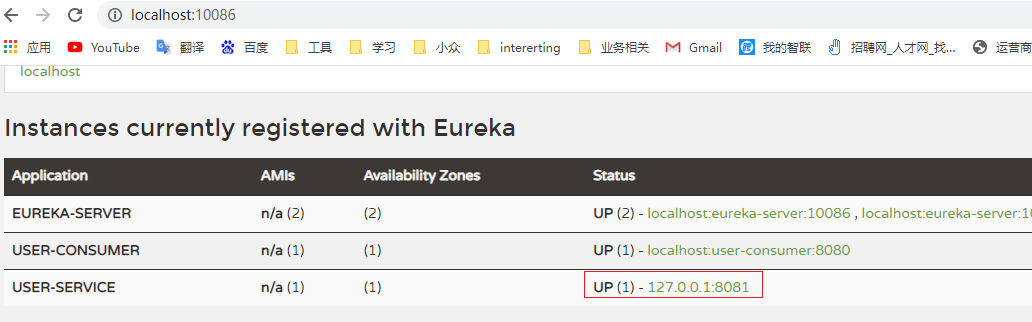 localhost:10086
应用 YouTube 翻译 百度 工具 学习 小众 intererting 业务相关 Gmail 我的智联 招聘网_人才网_找... 运营商
localhost
Instances currently registered with Eureka
Application AMIs Availability Zones Status
EUREKA-SERVER n/a (2) (2) UP (2) - localhost:eureka-server:10086 , localhost:eureka-server:10
USER-CONSUMER n/a (1) (1) UP (1) - localhost:user-consumer:8080
USER-SERVICE n/a (1) (1) UP (1) - 127.0.0.1:8081